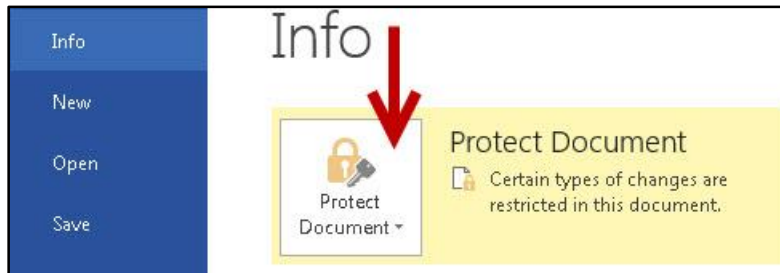 Info
New
Open
Save
Info
Protect
Document
Protect Document
Certain types of changes are
restricted in this document.